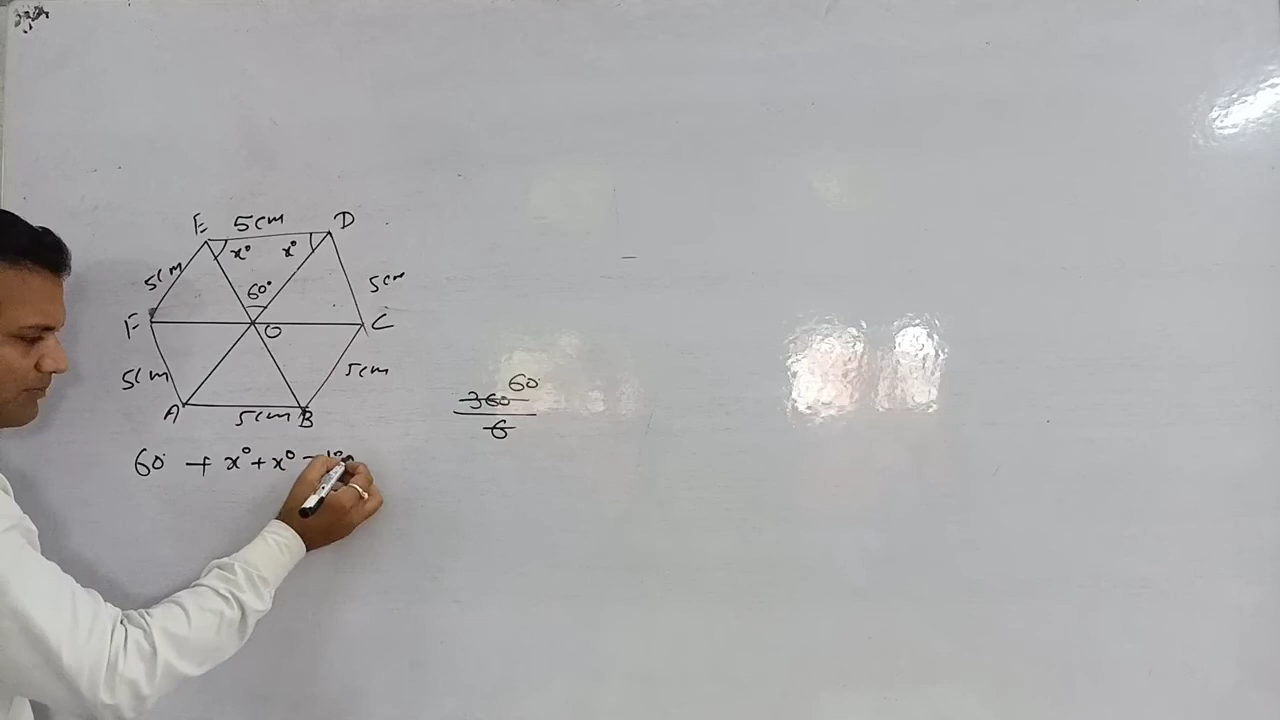 E 5cm D
x° x°
5cm 60° 5cm
F O C
5cm 5cm
A 5cm B
360 60°
6
60° + x° + x° =